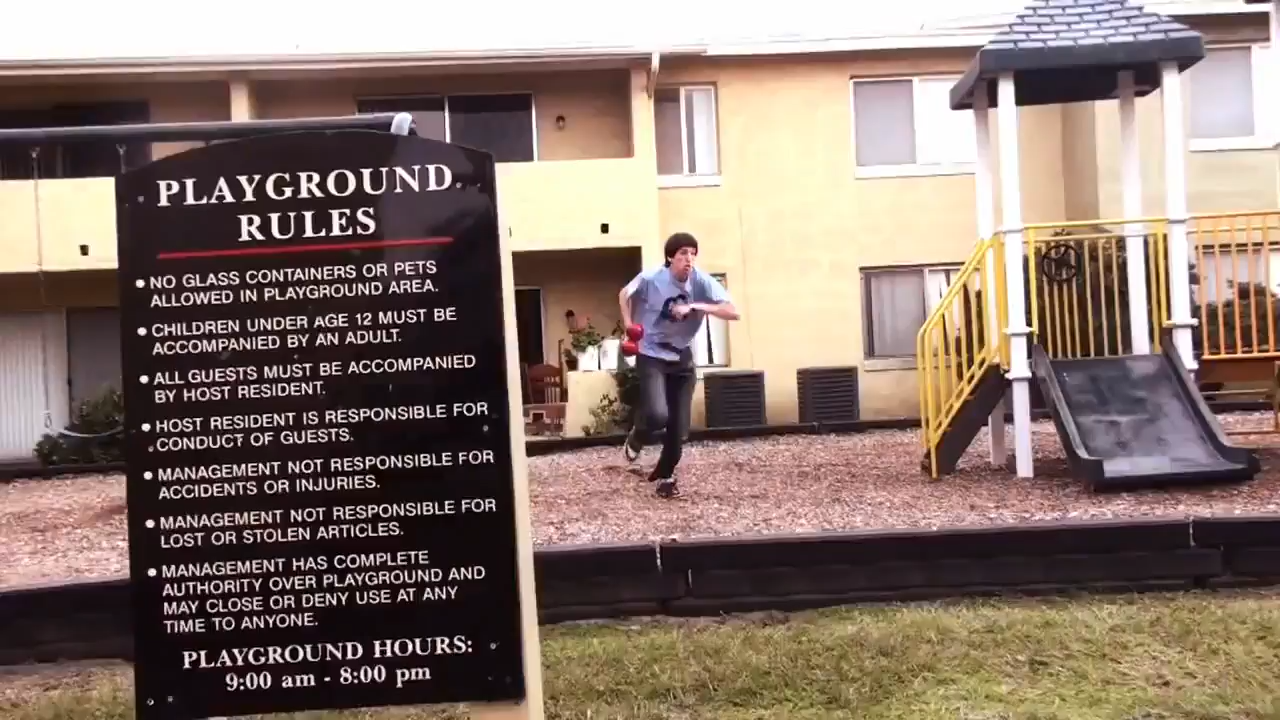 PLAYGROUND
RULES
• NO GLASS CONTAINERS OR PETS
ALLOWED IN PLAYGROUND AREA.
• CHILDREN UNDER AGE 12 MUST BE
ACCOMPANIED BY AN ADULT.
• ALL GUESTS MUST BE ACCOMPANIED
BY HOST RESIDENT.
• HOST RESIDENT IS RESPONSIBLE FOR
CONDUCT OF GUESTS.
• MANAGEMENT NOT RESPONSIBLE FOR
ACCIDENTS OR INJURIES.
• MANAGEMENT NOT RESPONSIBLE FOR
LOST OR STOLEN ARTICLES.
• MANAGEMENT HAS COMPLETE
AUTHORITY OVER PLAYGROUND AND
MAY CLOSE OR DENY USE AT ANY
TIME TO ANYONE.
PLAYGROUND HOURS:
9:00 am - 8:00 pm